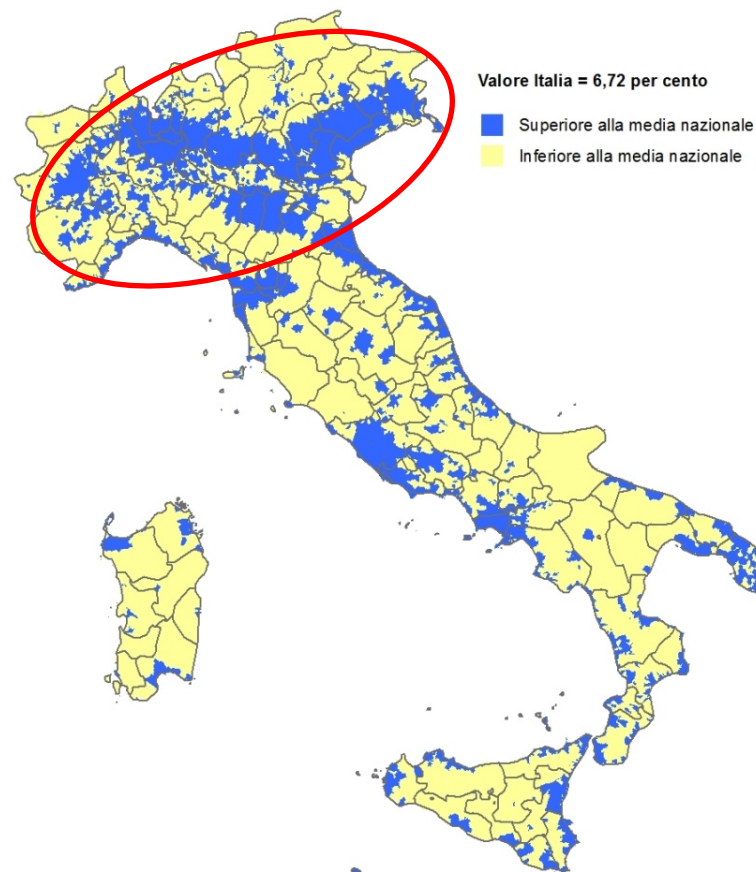 Valore Italia = 6,72 per cento
Superiore alla media nazionale
Inferiore alla media nazionale